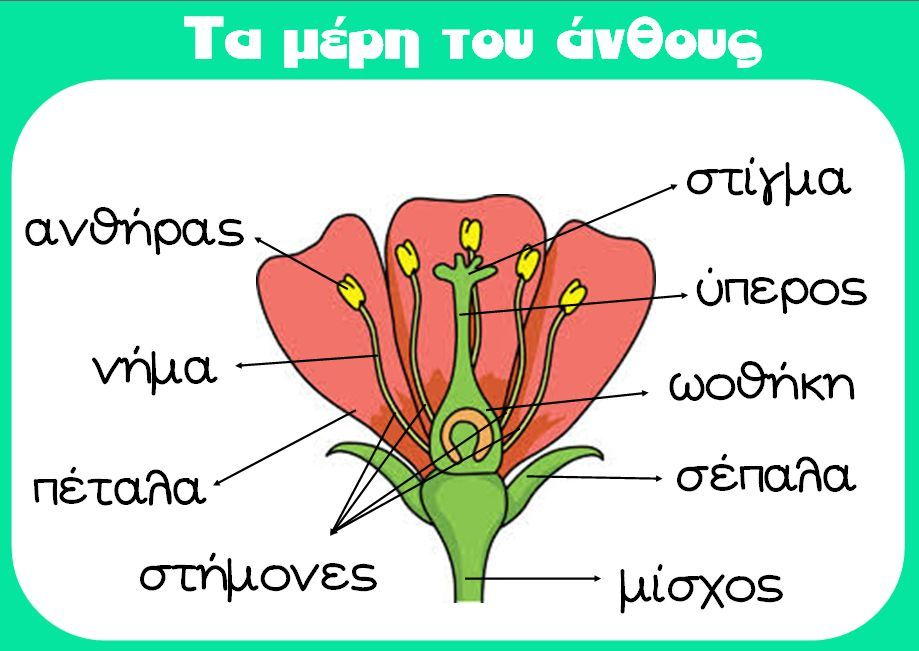 Τα μέρη του άνθους
στίγμα
ανθήρας
ύπερος
νήμα
ωοθήκη
πέταλα
σέπαλα
στήμονες
μίσχος